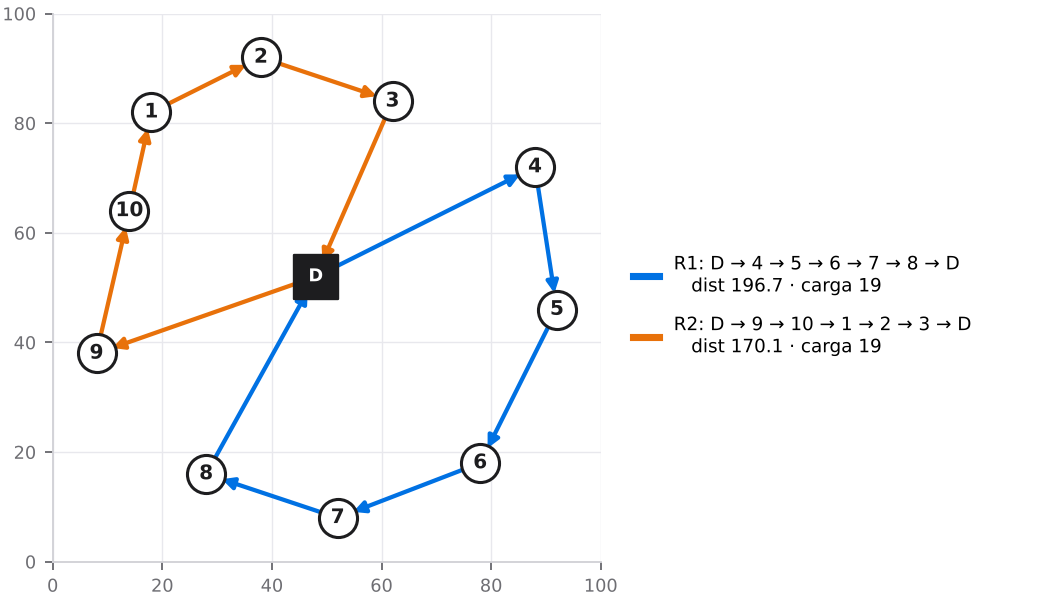 100
80
60
40
20
0
0 20 40 60 80 100
2
1
3
4
10
D
5
9
8
6
7
R1: D → 4 → 5 → 6 → 7 → 8 → D
dist 196.7 · carga 19
R2: D → 9 → 10 → 1 → 2 → 3 → D
dist 170.1 · carga 19